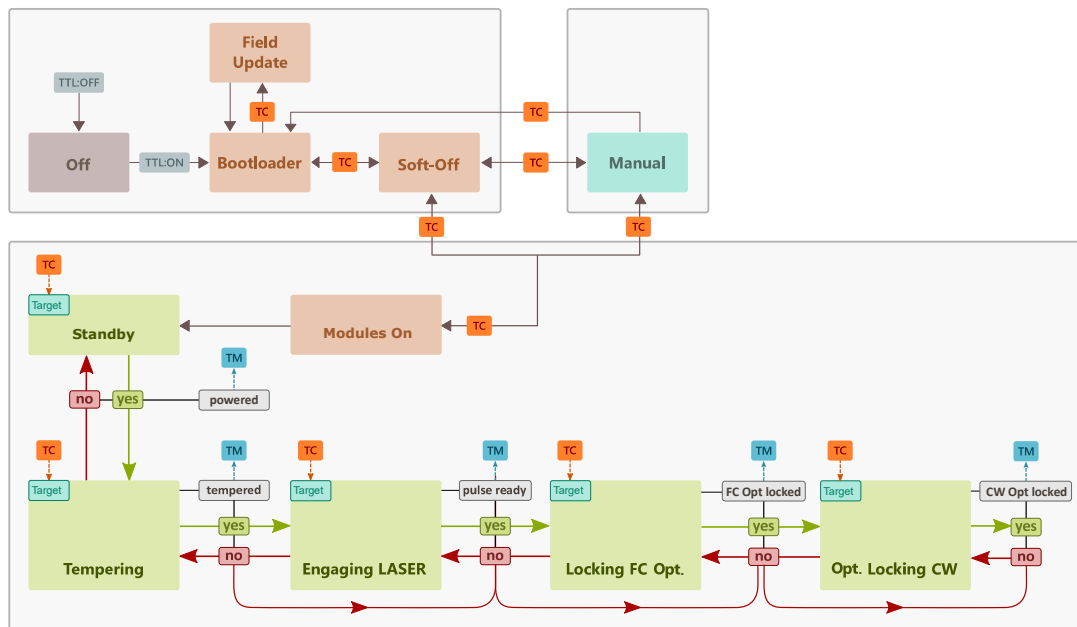 Field
Update
TTL:OFF
TC
TC
Off
TTL:ON
Bootloader
TC
Soft-Off
TC
Manual
TC
TC
TC
Target
Standby
Modules On
TC
TM
no
yes
powered
TC
TM
TC
TM
TC
TM
TC
TM
Target
tempered
Target
pulse ready
Target
FC Opt locked
Target
CW Opt locked
yes
yes
yes
yes
no
no
no
no
Tempering
Engaging LASER
Locking FC Opt.
Opt. Locking CW